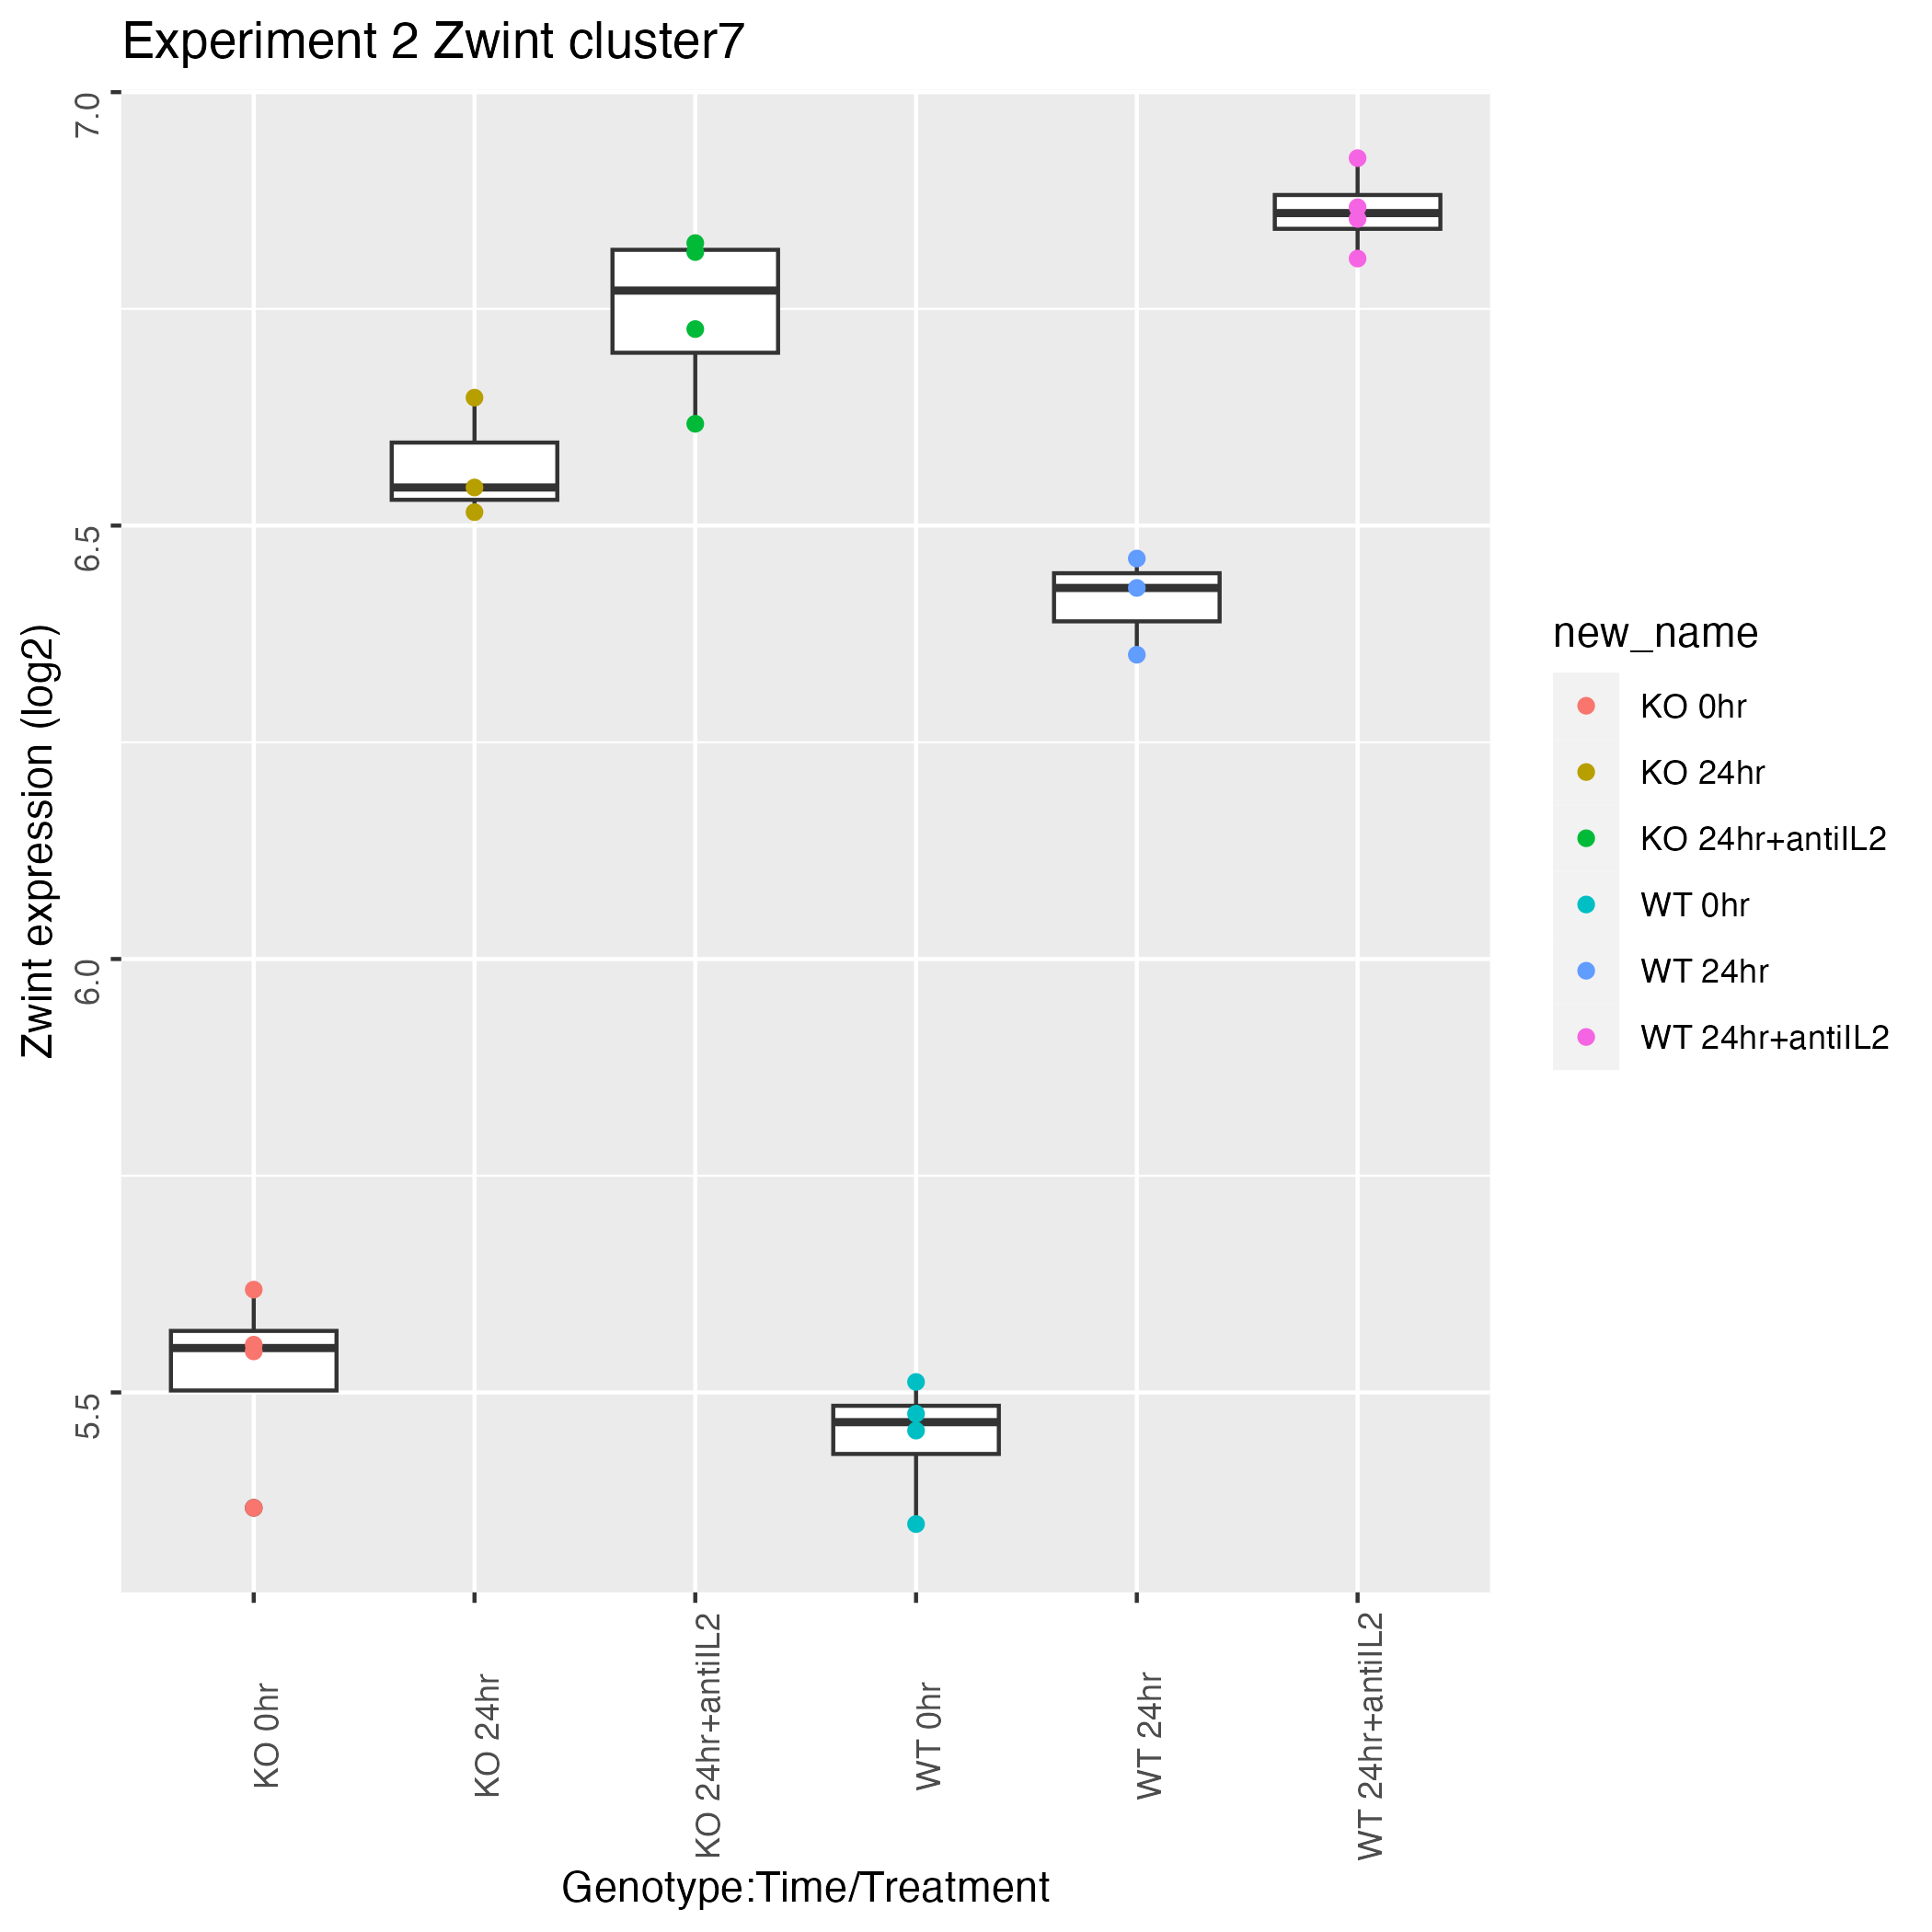 Experiment 2 Zwint cluster7
7.0
6.5
6.0
5.5
Zwint expression (log2)
KO 0hr
KO 24hr
KO 24hr+antiIL2
WT 0hr
WT 24hr
WT 24hr+antiIL2
Genotype:Time/Treatment
new_name
KO 0hr
KO 24hr
KO 24hr+antiIL2
WT 0hr
WT 24hr
WT 24hr+antiIL2